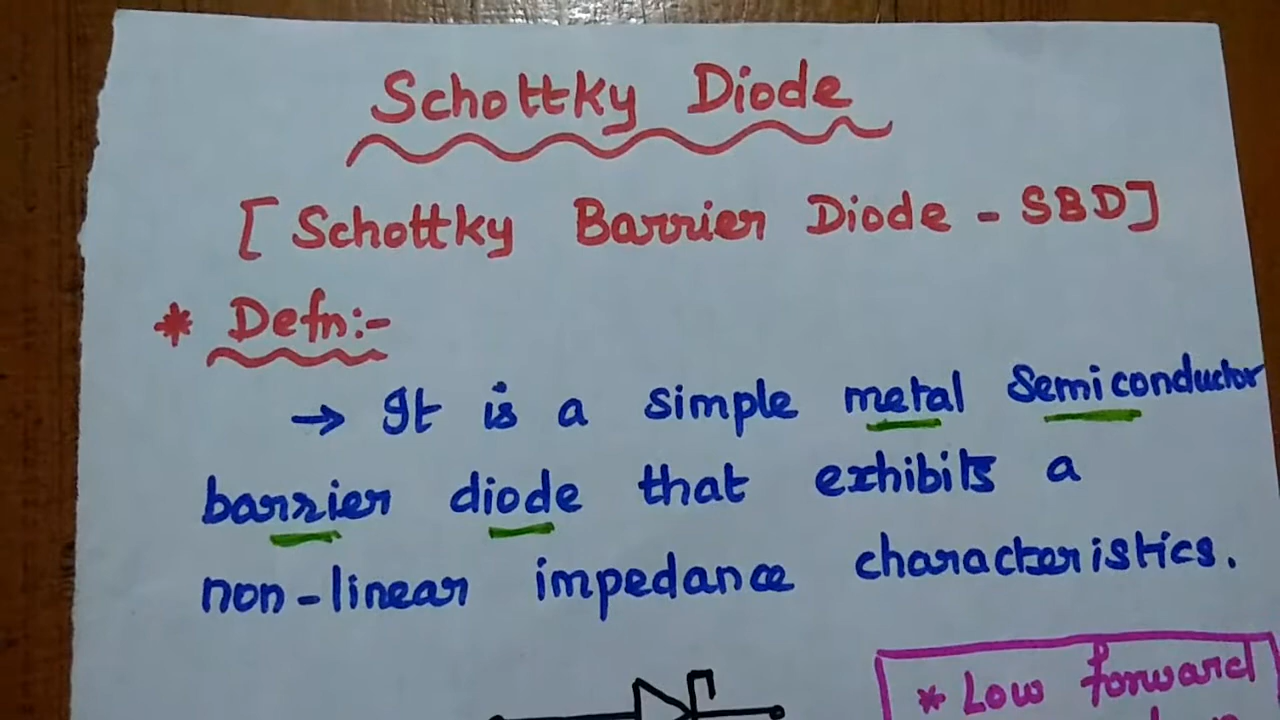 Schottky Diode
[Schottky Barrier Diode - SBD]
* Defn:-
→ It is a simple metal Semiconductor
barrier diode that exhibits a
non-linear impedance characteristics.
* Low forward